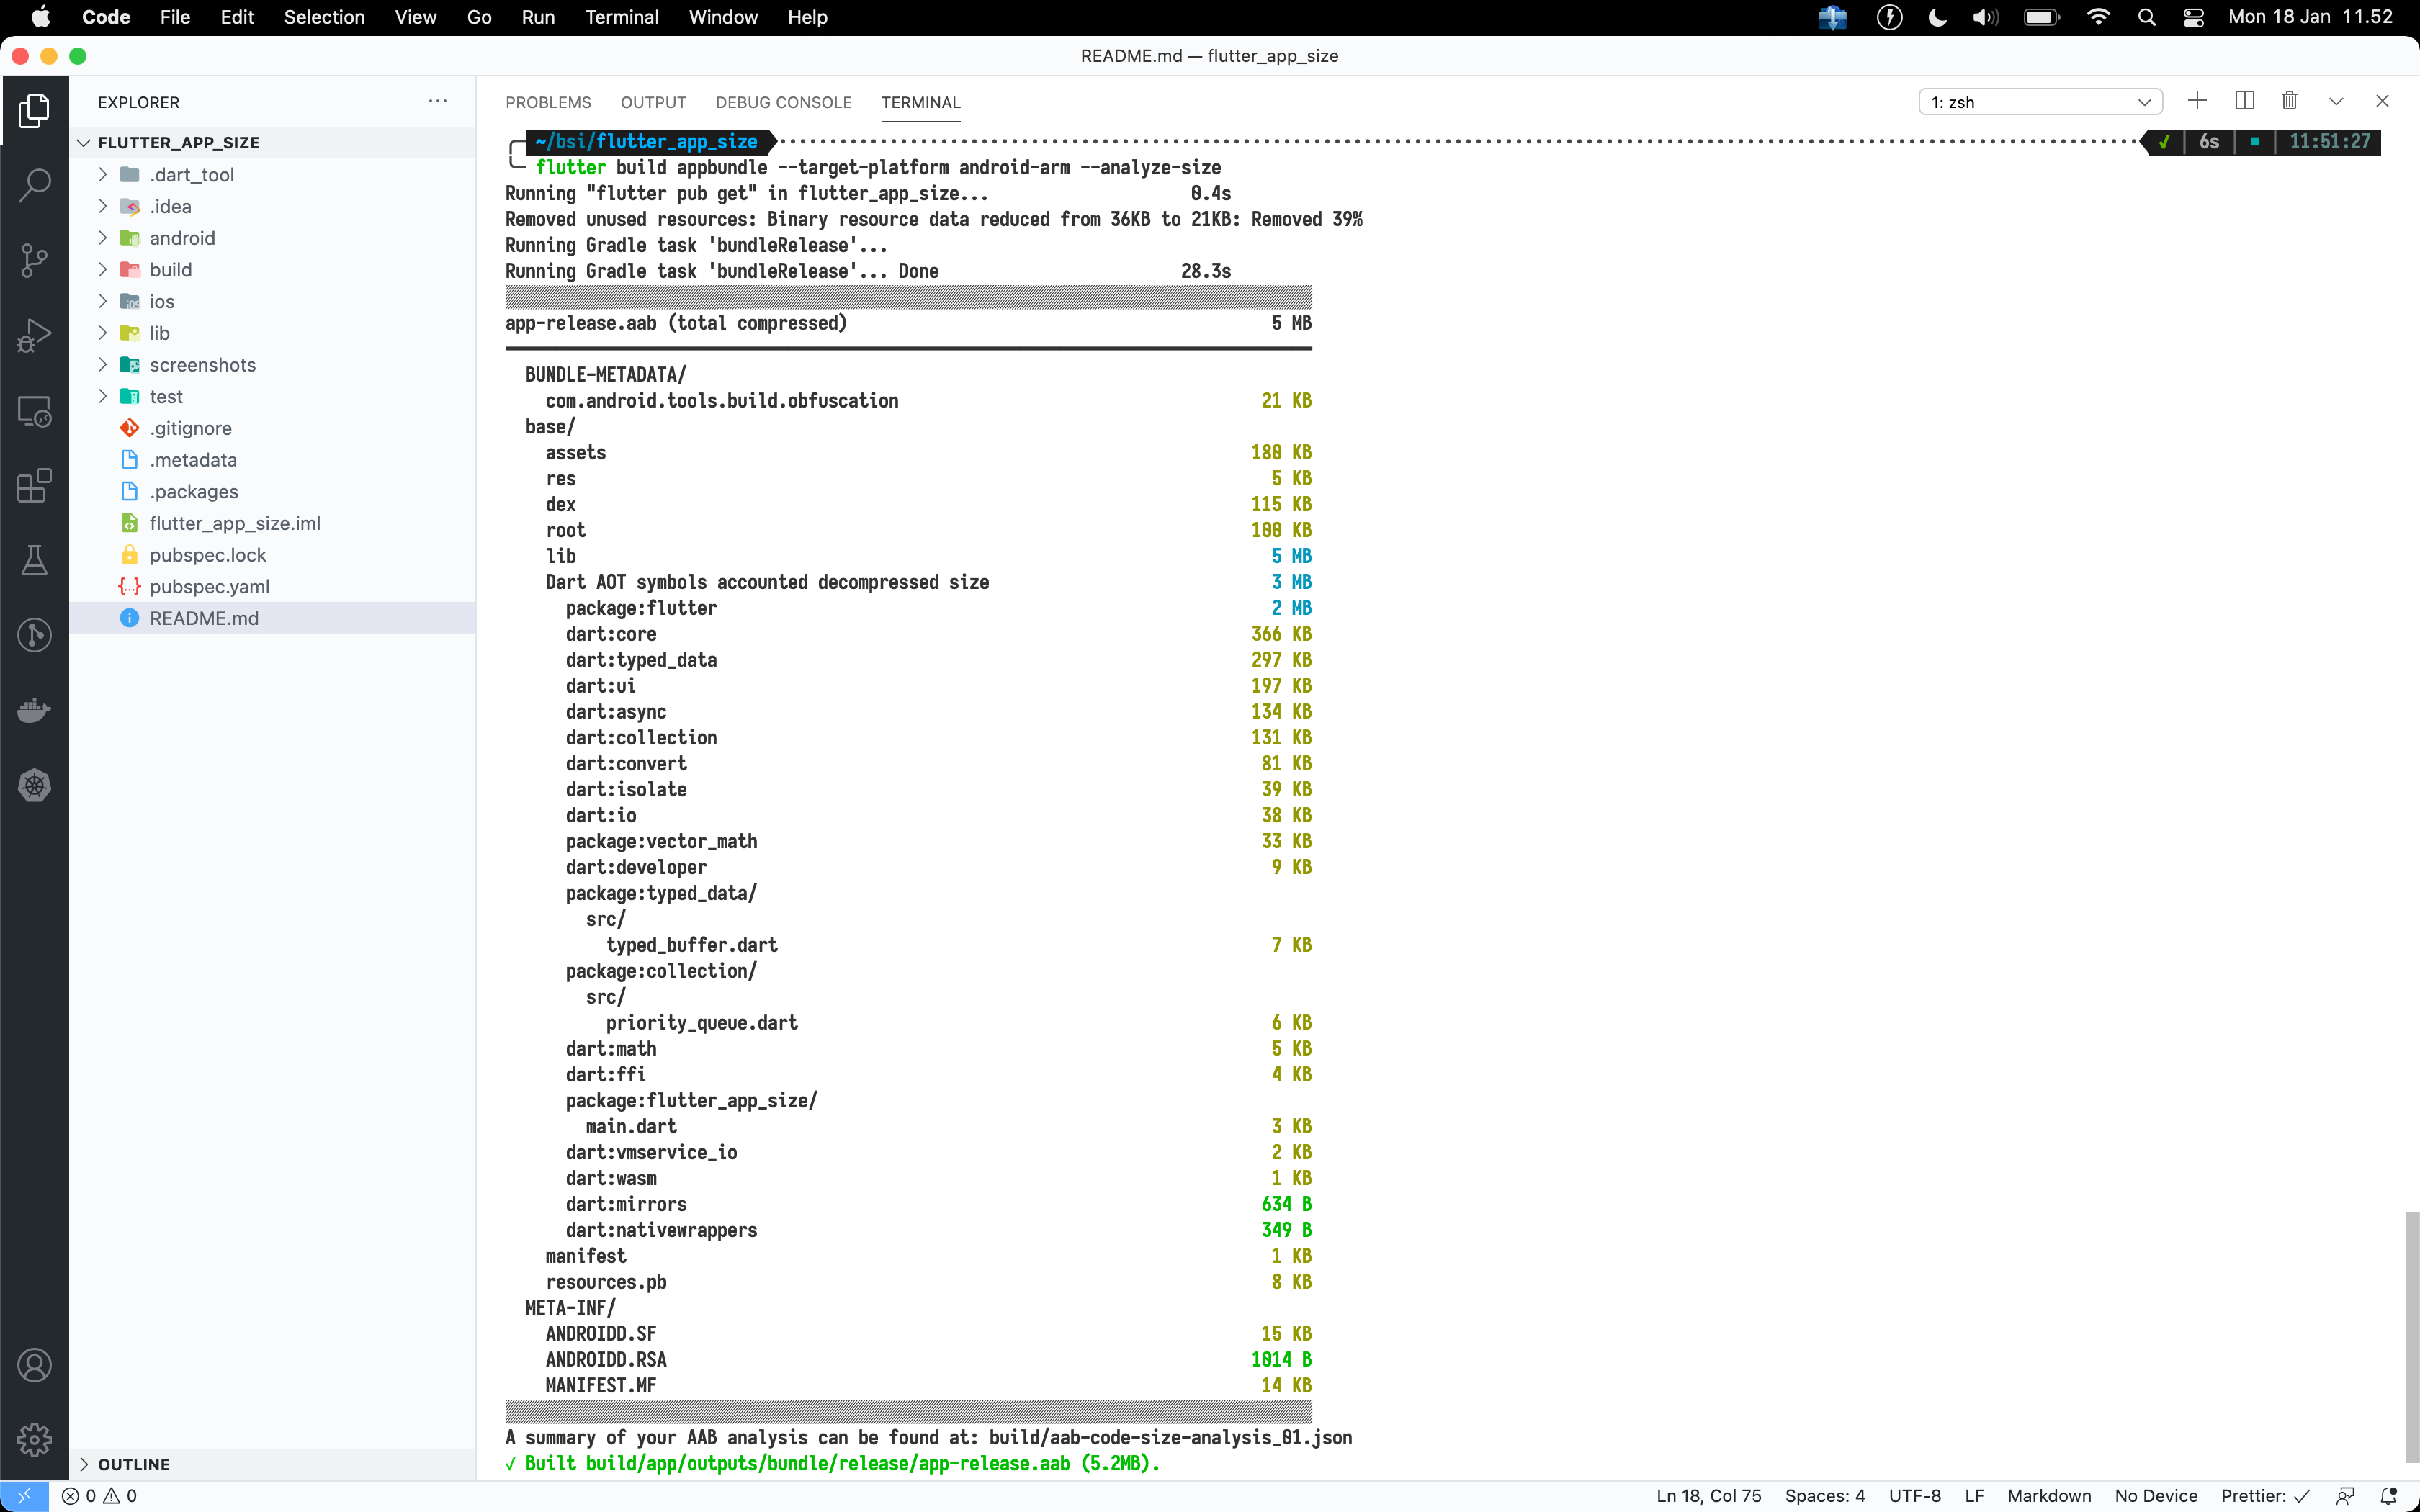 Code File Edit Selection View Go Run Terminal Window Help Mon 18 Jan 11.52
README.md — flutter_app_size
EXPLORER
FLUTTER_APP_SIZE
.dart_tool
.idea
android
build
ios
lib
screenshots
test
.gitignore
.metadata
.packages
flutter_app_size.iml
pubspec.lock
pubspec.yaml
README.md
OUTLINE
PROBLEMS OUTPUT DEBUG CONSOLE TERMINAL 1: zsh
~/bsi/flutter_app_size ✓ 6s ≡ 11:51:27
flutter build appbundle --target-platform android-arm --analyze-size
Running "flutter pub get" in flutter_app_size... 0.4s
Removed unused resources: Binary resource data reduced from 36KB to 21KB: Removed 39%
Running Gradle task 'bundleRelease'...
Running Gradle task 'bundleRelease'... Done 28.3s
app-release.aab (total compressed) 5 MB
BUNDLE-METADATA/
com.android.tools.build.obfuscation 21 KB
base/
assets 180 KB
res 5 KB
dex 115 KB
root 100 KB
lib 5 MB
Dart AOT symbols accounted decompressed size 3 MB
package:flutter 2 MB
dart:core 366 KB
dart:typed_data 297 KB
dart:ui 197 KB
dart:async 134 KB
dart:collection 131 KB
dart:convert 81 KB
dart:isolate 39 KB
dart:io 38 KB
package:vector_math 33 KB
dart:developer 9 KB
package:typed_data/
src/
typed_buffer.dart 7 KB
package:collection/
src/
priority_queue.dart 6 KB
dart:math 5 KB
dart:ffi 4 KB
package:flutter_app_size/
main.dart 3 KB
dart:vmservice_io 2 KB
dart:wasm 1 KB
dart:mirrors 634 B
dart:nativewrappers 349 B
manifest 1 KB
resources.pb 8 KB
META-INF/
ANDROIDD.SF 15 KB
ANDROIDD.RSA 1014 B
MANIFEST.MF 14 KB
A summary of your AAB analysis can be found at: build/aab-code-size-analysis_01.json
✓ Built build/app/outputs/bundle/release/app-release.aab (5.2MB).
0 0 Ln 18, Col 75 Spaces: 4 UTF-8 LF Markdown No Device Prettier: ✓